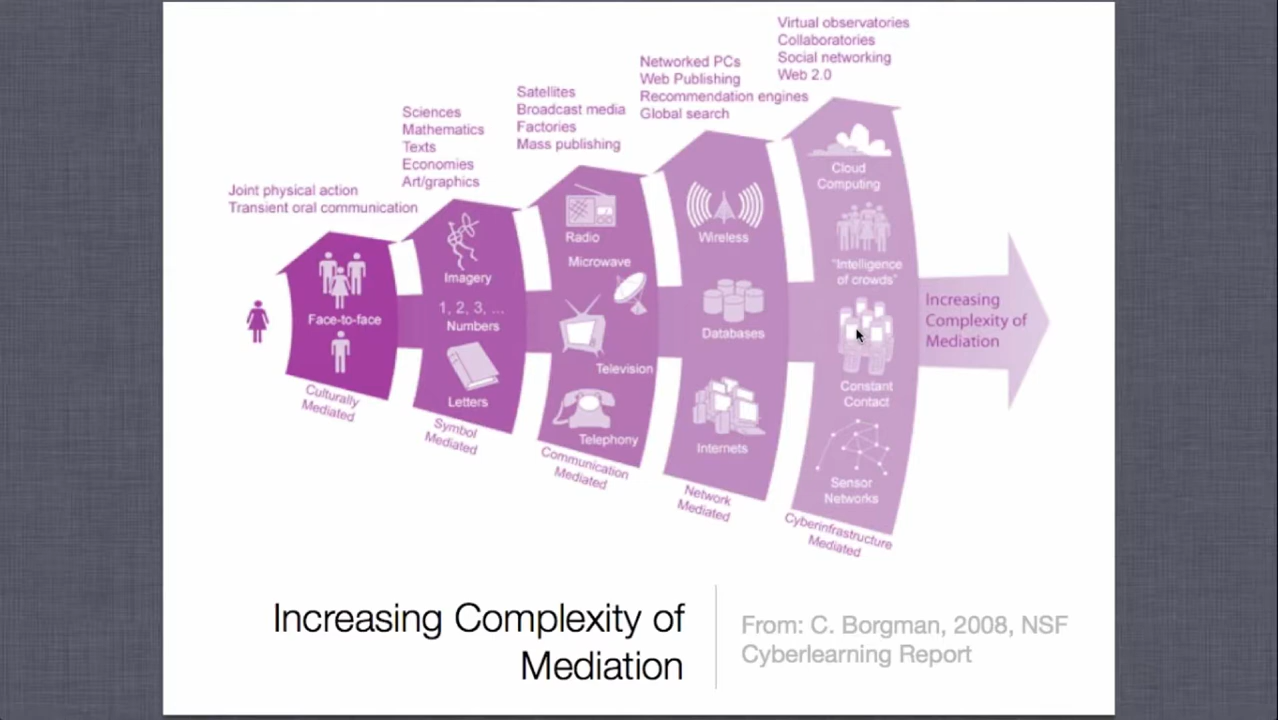 Virtual observatories
Collaboratories
Social networking
Web 2.0
Networked PCs
Web Publishing
Recommendation engines
Global search
Satellites
Broadcast media
Factories
Mass publishing
Sciences
Mathematics
Texts
Economies
Art/graphics
Joint physical action
Transient oral communication
Face-to-face
Culturally
Mediated
Imagery
1, 2, 3, ...
Numbers
Letters
Symbol
Mediated
Radio
Microwave
Television
Telephony
Communication
Mediated
Wireless
Databases
Internets
Network
Mediated
Cloud
Computing
"Intelligence
of crowds"
Constant
Contact
Sensor
Networks
Cyberinfrastructure
Mediated
Increasing
Complexity of
Mediation
Increasing Complexity of
Mediation
From: C. Borgman, 2008, NSF
Cyberlearning Report